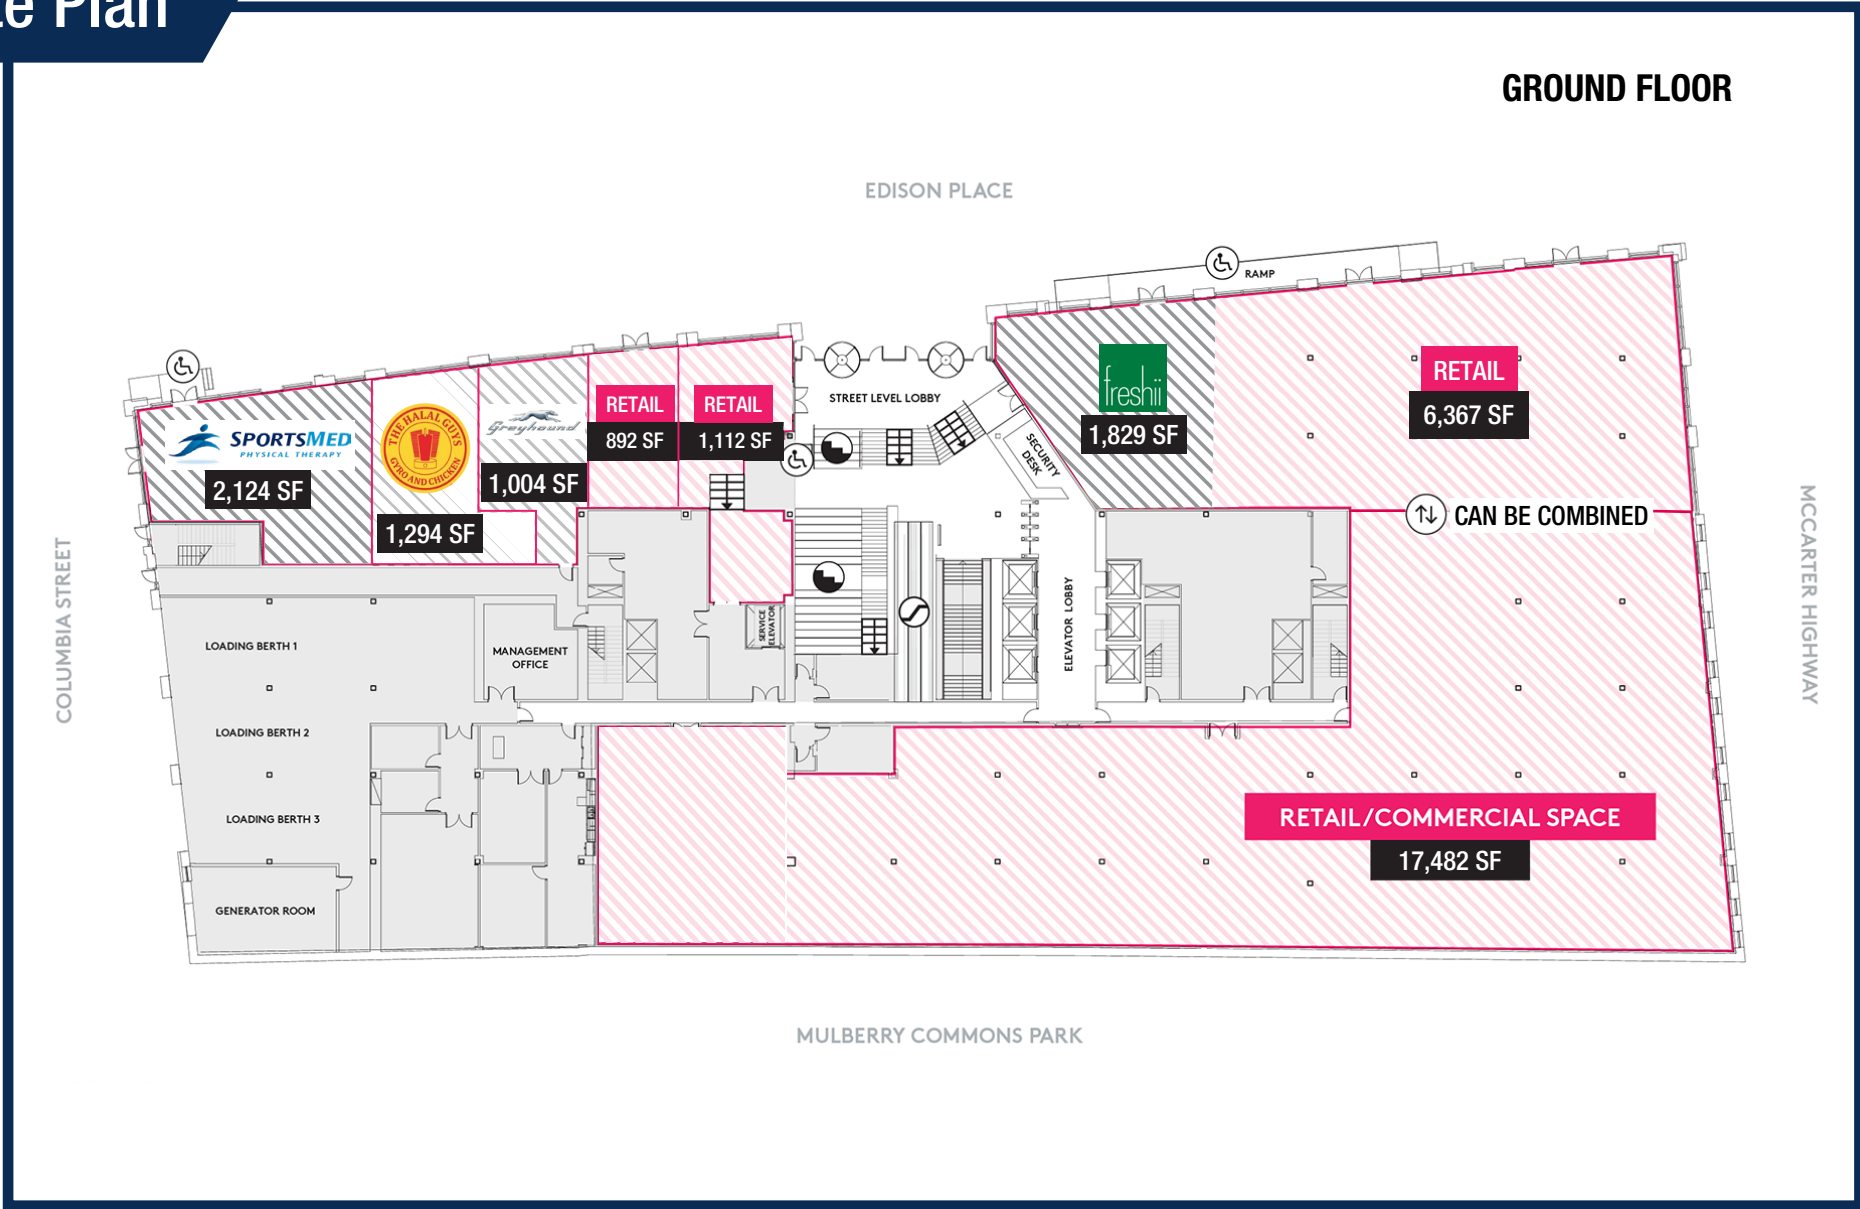 Plan
GROUND FLOOR
EDISON PLACE
RAMP
STREET LEVEL LOBBY
SECURITY
DESK
freshii
1,829 SF
RETAIL
6,367 SF
SPORTSMED
PHYSICAL THERAPY
2,124 SF
THE HALAL GUYS
GYRO AND CHICKEN
1,294 SF
Greyhound
1,004 SF
RETAIL
892 SF
RETAIL
1,112 SF
CAN BE COMBINED
COLUMBIA STREET
MCCARTER HIGHWAY
ELEVATOR LOBBY
SERVICE
ELEVATOR
LOADING BERTH 1
MANAGEMENT
OFFICE
LOADING BERTH 2
LOADING BERTH 3
RETAIL/COMMERCIAL SPACE
17,482 SF
GENERATOR ROOM
MULBERRY COMMONS PARK